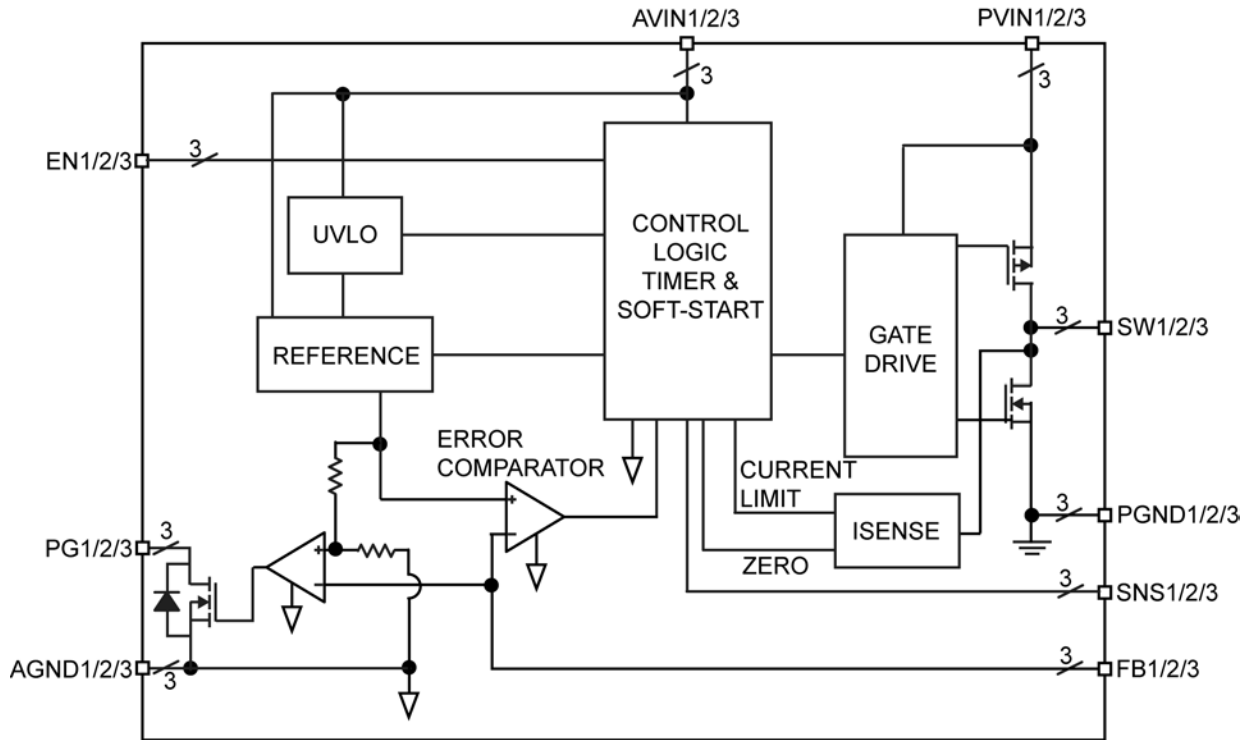 AVIN1/2/3
PVIN1/2/3
3
3
EN1/2/3
3
UVLO
CONTROL
LOGIC
TIMER &
SOFT-START
REFERENCE
GATE
DRIVE
3
SW1/2/3
ERROR
COMPARATOR
+
-
CURRENT
LIMIT
ISENSE
ZERO
3
PGND1/2/3
PG1/2/3
3
+
-
3
SNS1/2/3
AGND1/2/3
3
3
FB1/2/3